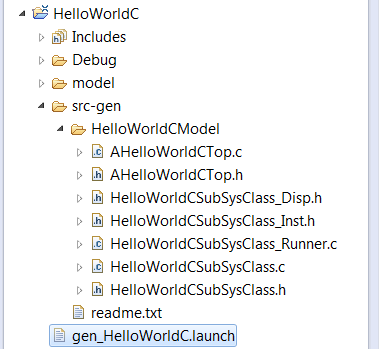 HelloWorldC
Includes
Debug
model
src-gen
HelloWorldCModel
AHelloWorldCTop.c
AHelloWorldCTop.h
HelloWorldCSubSysClass_Disp.h
HelloWorldCSubSysClass_Inst.h
HelloWorldCSubSysClass_Runner.c
HelloWorldCSubSysClass.c
HelloWorldCSubSysClass.h
readme.txt
gen_HelloWorldC.launch